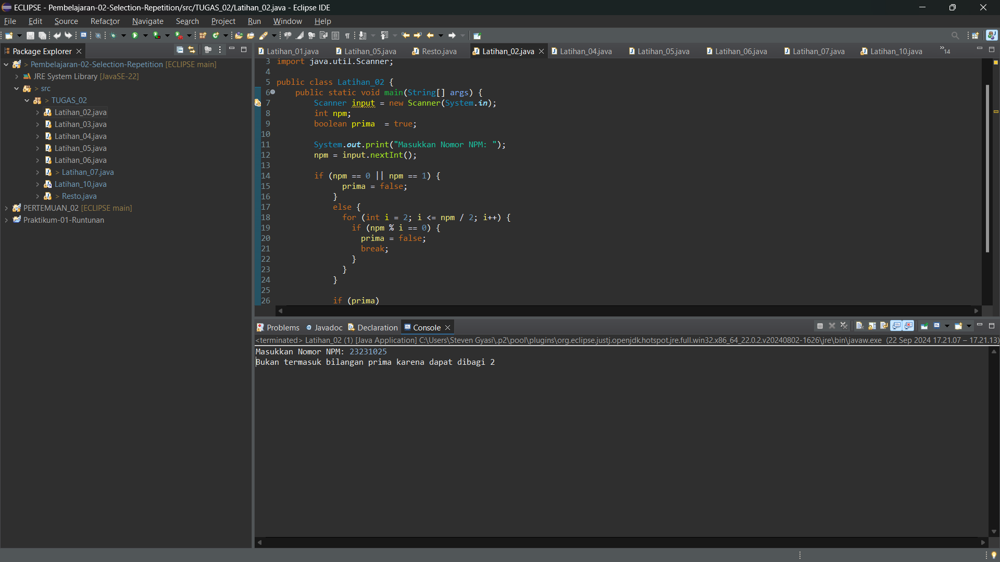 ECLIPSE - Pembelajaran-02-Selection-Repetition/src/TUGAS_02/Latihan_02.java - Eclipse IDE
File Edit Source Refactor Navigate Search Project Run Window Help
Package Explorer
> Pembelajaran-02-Selection-Repetition [ECLIPSE main]
JRE System Library [JavaSE-22]
> src
> TUGAS_02
Latihan_02.java
Latihan_03.java
Latihan_04.java
Latihan_05.java
Latihan_06.java
> Latihan_07.java
Latihan_10.java
> Resto.java
PERTEMUAN_02 [ECLIPSE main]
Praktikum-01-Runtunan
Latihan_01.java Latihan_05.java Resto.java Latihan_02.java Latihan_04.java Latihan_05.java Latihan_06.java Latihan_07.java Latihan_10.java »14
3 import java.util.Scanner;
4
5 public class Latihan_02 {
6 public static void main(String[] args) {
7 Scanner input = new Scanner(System.in);
8 int npm;
9 boolean prima  = true;
10
11 System.out.print("Masukkan Nomor NPM: ");
12 npm = input.nextInt();
13
14 if (npm == 0 || npm == 1) {
15 prima = false;
16 }
17 else {
18 for (int i = 2; i <= npm / 2; i++) {
19 if (npm % i == 0) {
20 prima = false;
21 break;
22 }
23 }
24 }
25
26 if (prima)
Problems Javadoc Declaration Console
<terminated> Latihan_02 (1) [Java Application] C:\Users\Steven Gyasi\.p2\pool\plugins\org.eclipse.justj.openjdk.hotspot.jre.full.win32.x86_64_22.0.2.v20240802-1626\jre\bin\javaw.exe (22 Sep 2024 17.21.07 – 17.21.13)
Masukkan Nomor NPM: 23231025
Bukan termasuk bilangan prima karena dapat dibagi 2